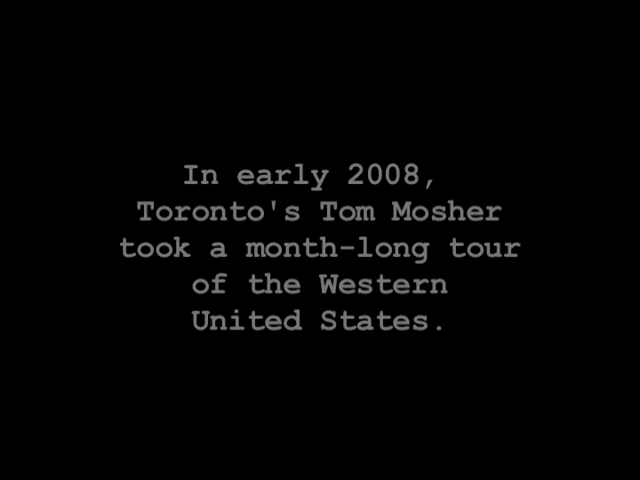 In early 2008,
Toronto's Tom Mosher
took a month-long tour
of the Western
United States.